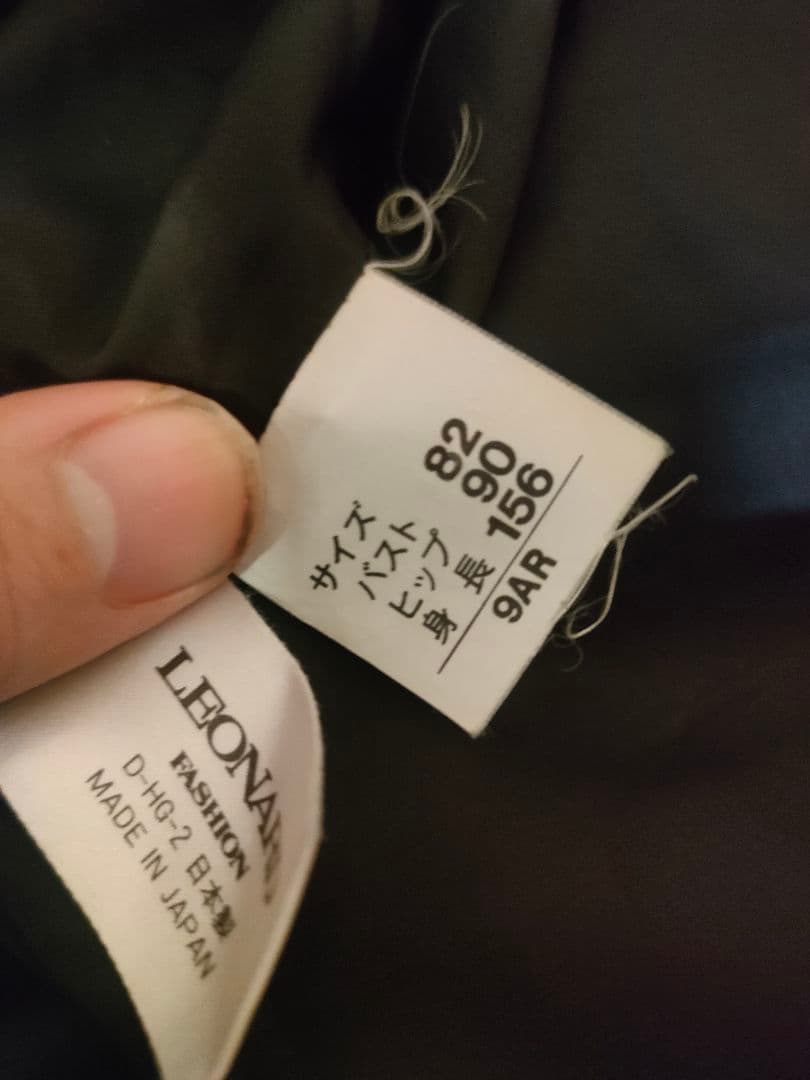 サイズ
バスト 82
ヒップ 90
身長 156
9AR
FASHION
D-HG-2 日本製
MADE IN JAPAN